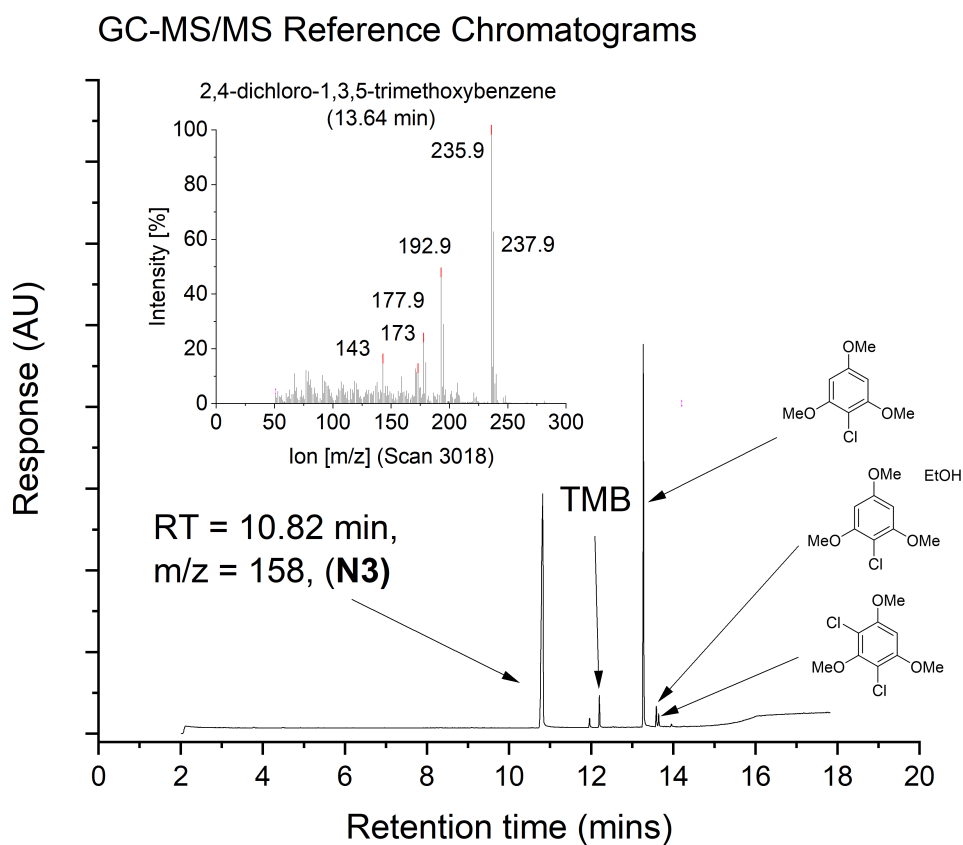 GC-MS/MS Reference Chromatograms
2,4-dichloro-1,3,5-trimethoxybenzene
(13.64 min)
Intensity [%]
100
80
60
40
20
0
235.9
237.9
192.9
177.9
173
143
0
50
100
150
200
250
300
Ion [m/z] (Scan 3018)
Response (AU)
RT = 10.82 min,
m/z = 158, (N3)
TMB
OMe
MeO
OMe
Cl
OMe
EtOH
MeO
OMe
Cl
OMe
Cl
MeO
OMe
Cl
0
2
4
6
8
10
12
14
16
18
20
Retention time (mins)